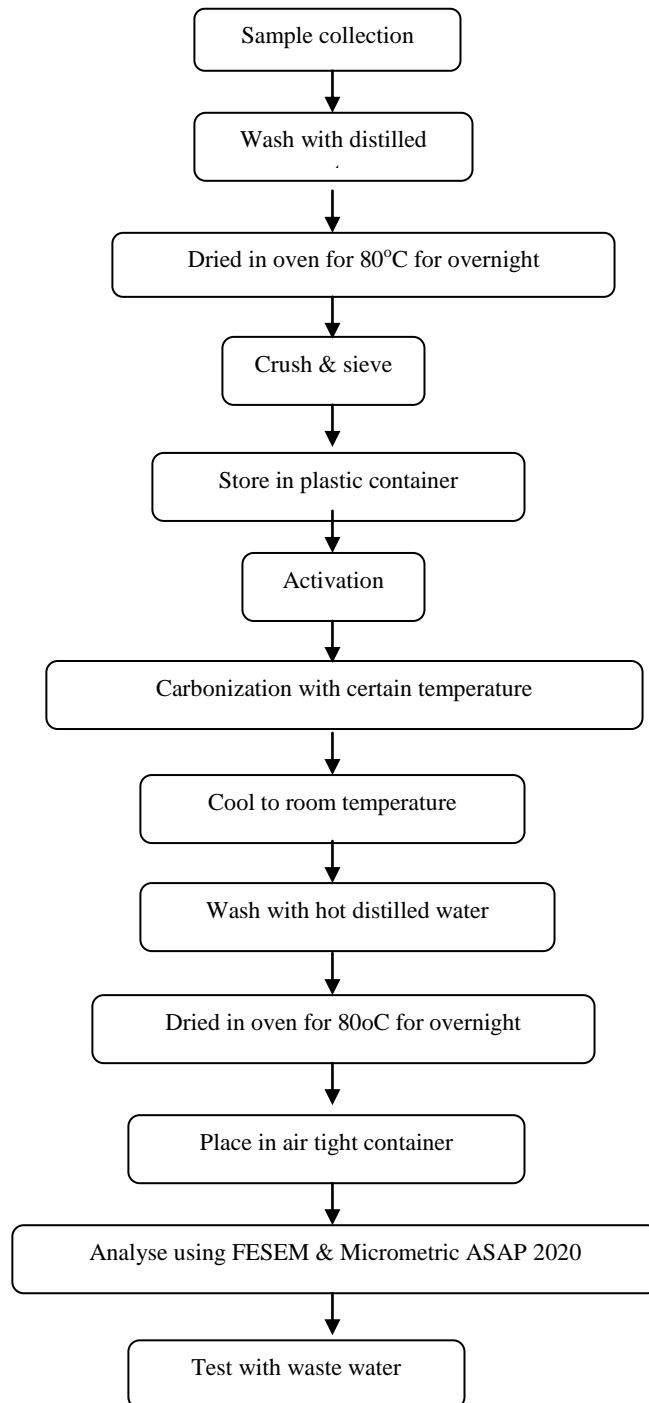 Sample collection
Wash with distilled
Dried in oven for 80°C for overnight
Crush & sieve
Store in plastic container
Activation
Carbonization with certain temperature
Cool to room temperature
Wash with hot distilled water
Dried in oven for 80oC for overnight
Place in air tight container
Analyse using FESEM & Micrometric ASAP 2020
Test with waste water